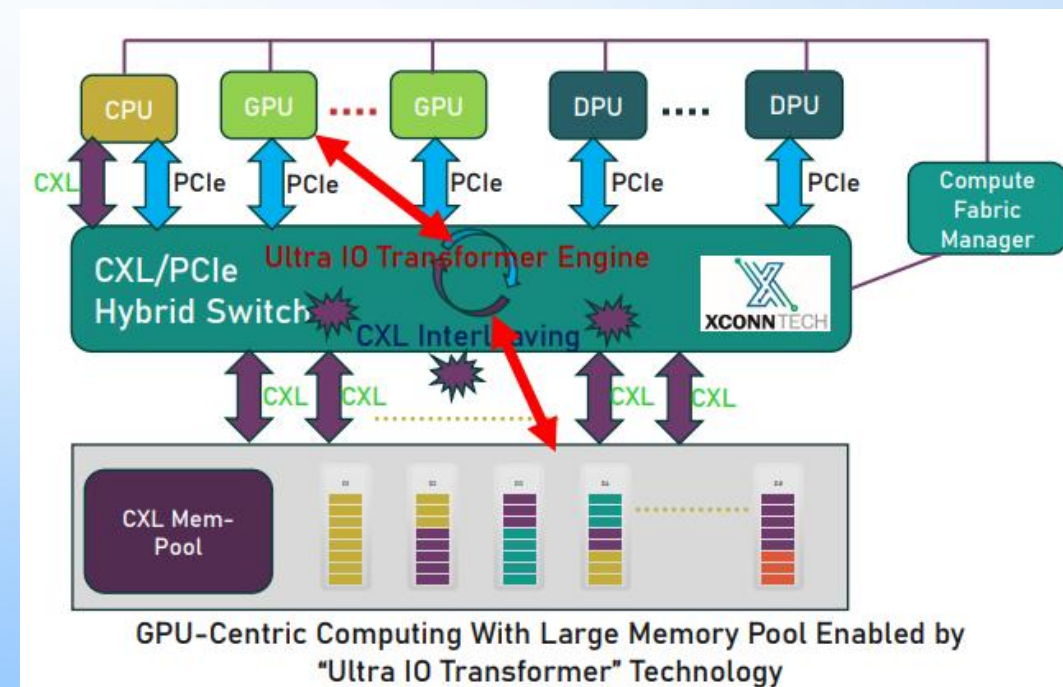 CPU
GPU
GPU
DPU
DPU
CXL
PCIe
PCIe
PCIe
PCIe
PCIe
Compute
Fabric
Manager
Ultra IO Transformer Engine
CXL/PCIe
Hybrid Switch
XCONNTECH
CXL Interleaving
CXL
CXL
CXL
CXL
CXL Mem-
Pool
GPU-Centric Computing With Large Memory Pool Enabled by
“Ultra IO Transformer” Technology